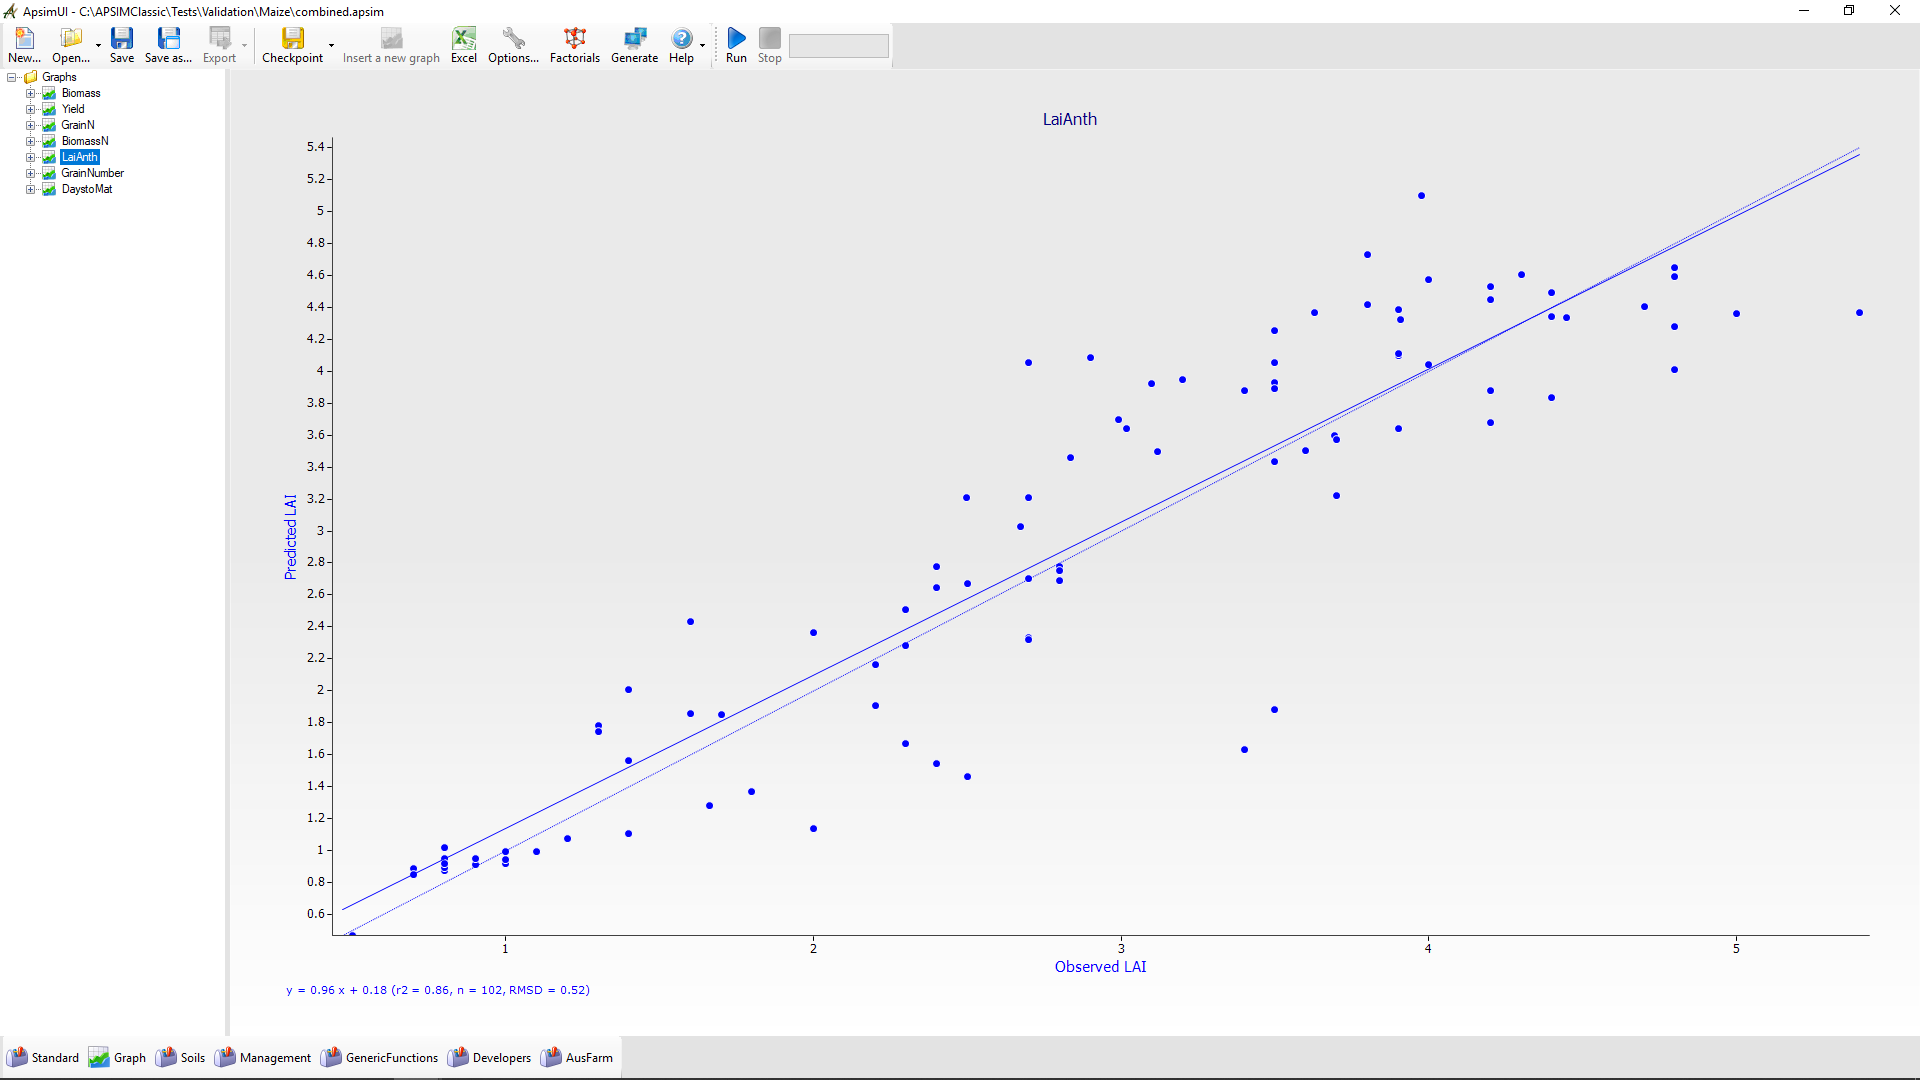 ApsimUI - C:\APSIMClassic\Tests\Validation\Maize\combined.apsim
New... Open... Save Save as... Export Checkpoint Insert a new graph Excel Options... Factorials Generate Help Run Stop
Graphs
Biomass
Yield
GrainN
BiomassN
LaiAnth
GrainNumber
DaystoMat
LaiAnth
5.4
5.2
5
4.8
4.6
4.4
4.2
4
3.8
3.6
3.4
3.2
3
2.8
2.6
2.4
2.2
2
1.8
1.6
1.4
1.2
1
0.8
0.6
Predicted LAI
1 2 3 4 5
Observed LAI
y = 0.96 x + 0.18 (r2 = 0.86, n = 102, RMSD = 0.52)
Standard Graph Soils Management GenericFunctions Developers AusFarm